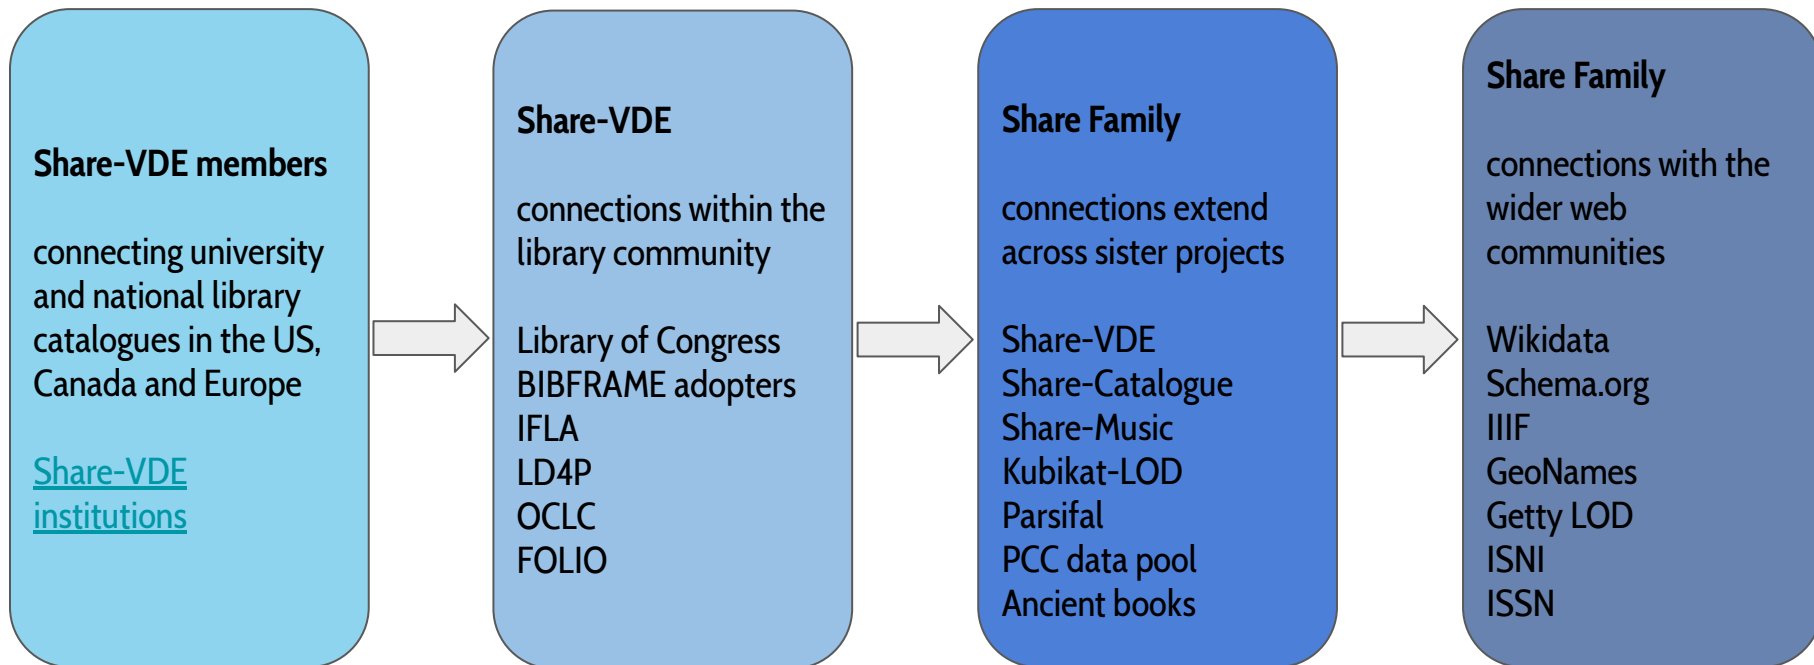 Share-VDE members
connecting university
and national library
catalogues in the US,
Canada and Europe
Share-VDE
institutions
Share-VDE
connections within the
library community
Library of Congress
BIBFRAME adopters
IFLA
LD4P
OCLC
FOLIO
Share Family
connections extend
across sister projects
Share-VDE
Share-Catalogue
Share-Music
Kubikat-LOD
Parsifal
PCC data pool
Ancient books
Share Family
connections with the
wider web
communities
Wikidata
Schema.org
IIIF
GeoNames
Getty LOD
ISNI
ISSN